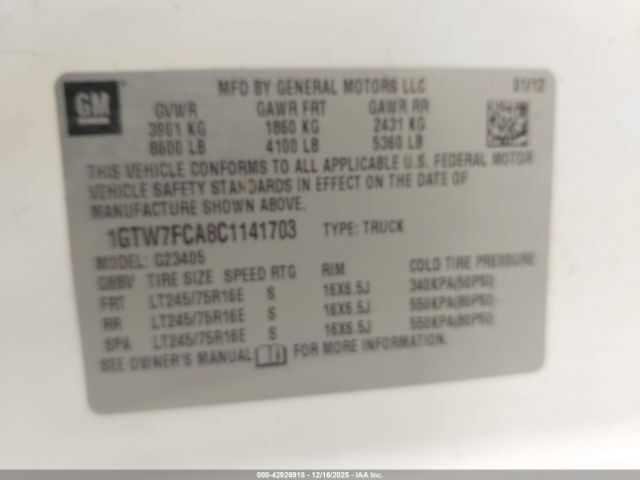 GM
MFD BY GENERAL MOTORS LLC 01/12
GVWR GAWR FRT GAWR RR
3901 KG 1860 KG 2431 KG
8600 LB 4100 LB 5360 LB
THIS VEHICLE CONFORMS TO ALL APPLICABLE U.S. FEDERAL MOTOR
VEHICLE SAFETY STANDARDS IN EFFECT ON THE DATE OF
MANUFACTURE SHOWN ABOVE.
1GTW7FCA8C1141703 TYPE: TRUCK
MODEL: G23405
GBBV TIRE SIZE SPEED RTG RIM COLD TIRE PRESSURE
FRT LT245/75R16E S 16X6.5J 340KPA(50PSI)
RR LT245/75R16E S 16X6.5J 550KPA(80PSI)
SPA LT245/75R16E S 16X6.5J 550KPA(80PSI)
SEE OWNER'S MANUAL FOR MORE INFORMATION.
000-42926918 - 12/16/2025 - IAA Inc.